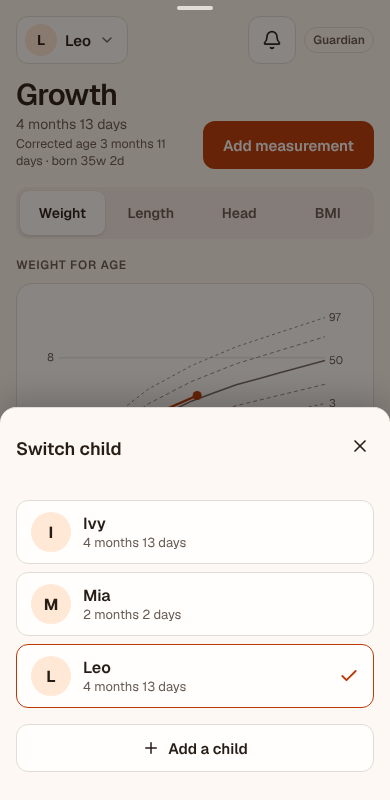 L Leo
Guardian
Growth
4 months 13 days
Corrected age 3 months 11
days · born 35w 2d
Add measurement
Weight Length Head BMI
WEIGHT FOR AGE
97
8
50
3
Switch child
I
Ivy
4 months 13 days
M
Mia
2 months 2 days
L
Leo
4 months 13 days
Add a child